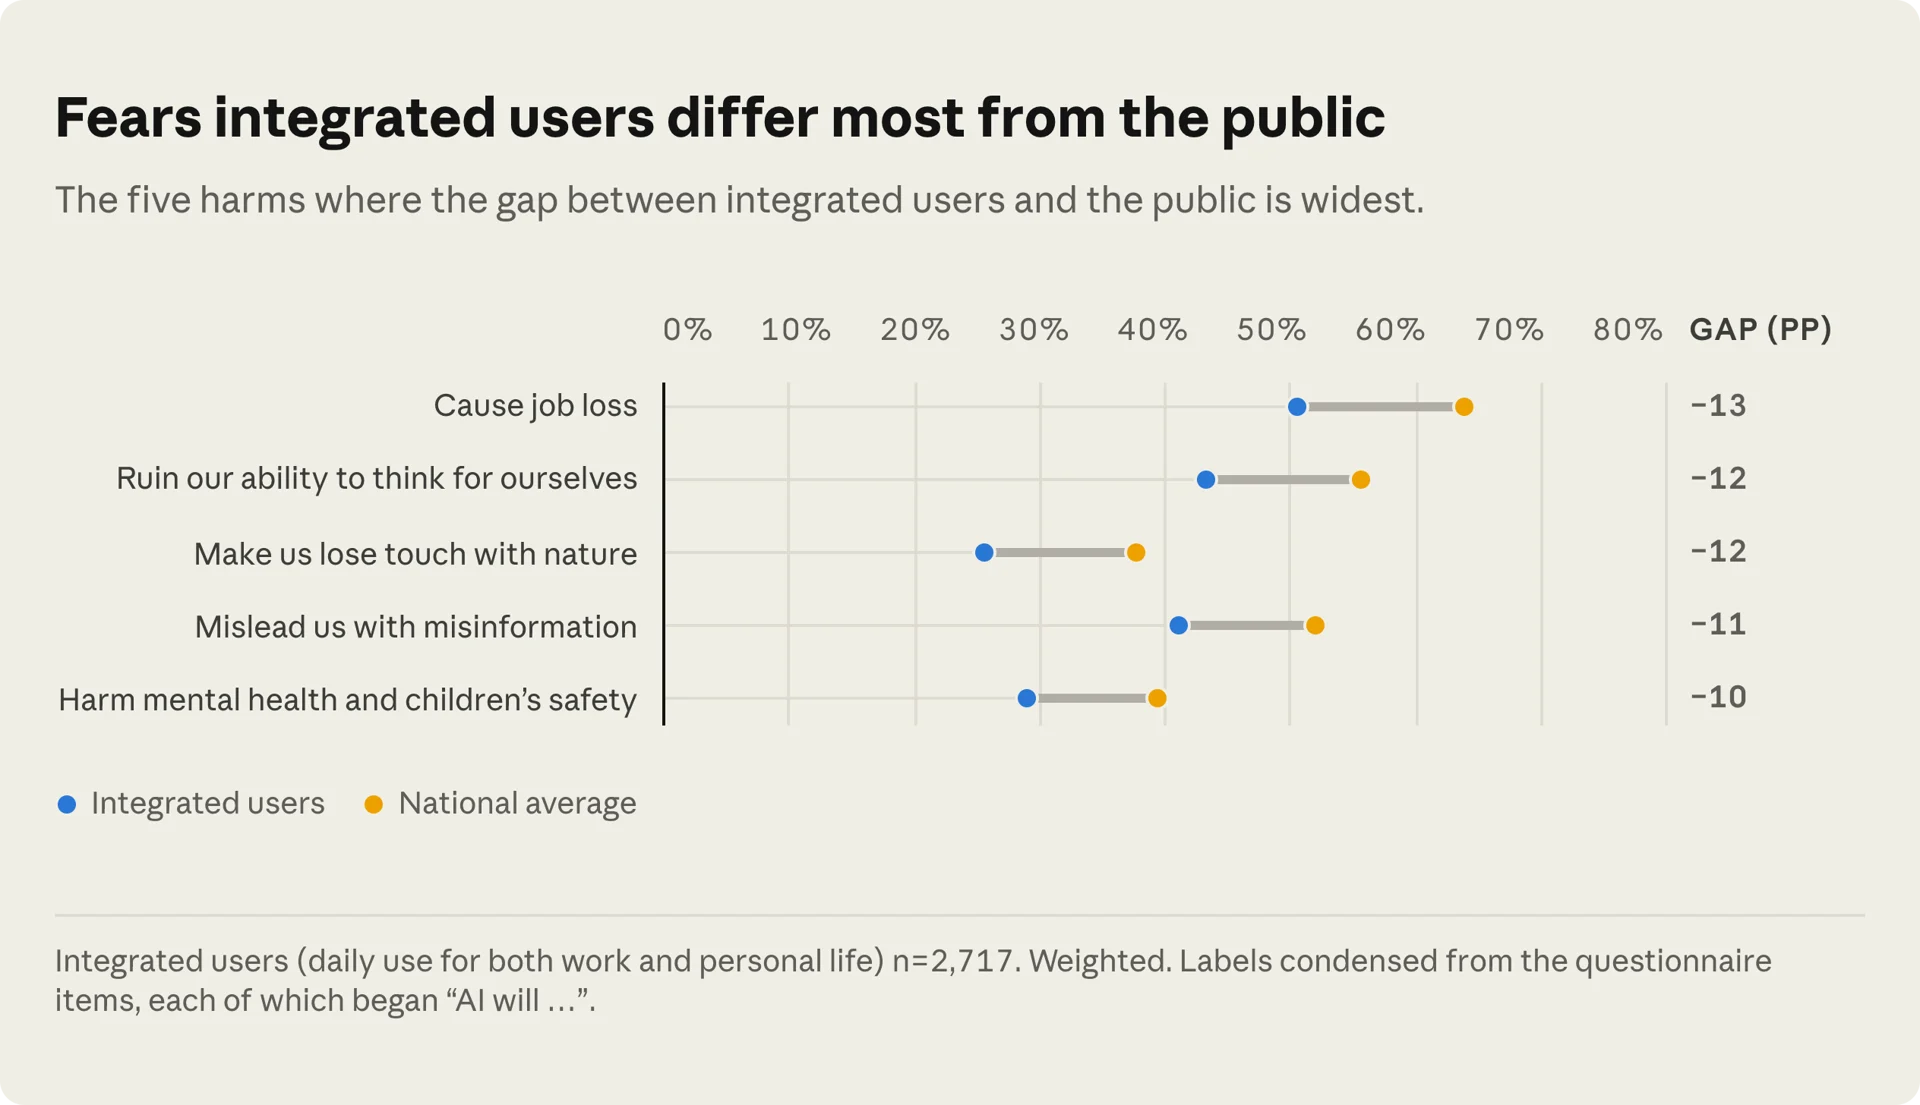 Fears integrated users differ most from the public
The five harms where the gap between integrated users and the public is widest.
0% 10% 20% 30% 40% 50% 60% 70% 80% GAP (PP)
Cause job loss −13
Ruin our ability to think for ourselves −12
Make us lose touch with nature −12
Mislead us with misinformation −11
Harm mental health and children’s safety −10
Integrated users National average
Integrated users (daily use for both work and personal life) n=2,717. Weighted. Labels condensed from the questionnaire
items, each of which began “AI will …”.